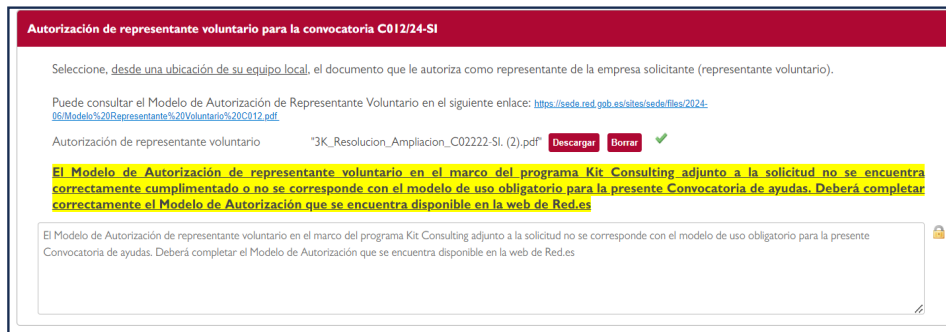 Autorización de representante voluntario para la convocatoria C012/24-SI
Seleccione, desde una ubicación de su equipo local, el documento que le autoriza como representante de la empresa solicitante (representante voluntario).
Puede consultar el Modelo de Autorización de Representante Voluntario en el siguiente enlace: https://sede.red.gob.es/sites/sede/files/2024-
06/Modelo%20Representante%20Voluntario%20C012.pdf
Autorización de representante voluntario "3K_Resolucion_Ampliacion_C02222-SI. (2).pdf" Descargar Borrar
El Modelo de Autorización de representante voluntario en el marco del programa Kit Consulting adjunto a la solicitud no se encuentra
correctamente cumplimentado o no se corresponde con el modelo de uso obligatorio para la presente Convocatoria de ayudas. Deberá completar
correctamente el Modelo de Autorización que se encuentra disponible en la web de Red.es
El Modelo de Autorización de representante voluntario en el marco del programa Kit Consulting adjunto a la solicitud no se corresponde con el modelo de uso obligatorio para la presente
Convocatoria de ayudas. Deberá completar el Modelo de Autorización que se encuentra disponible en la web de Red.es